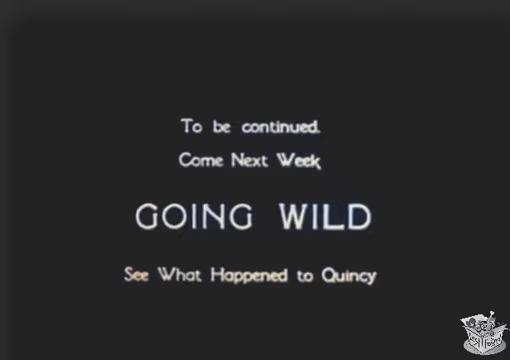 To be continued.
Come Next Week
GOING WILD
See What Happened to Quincy